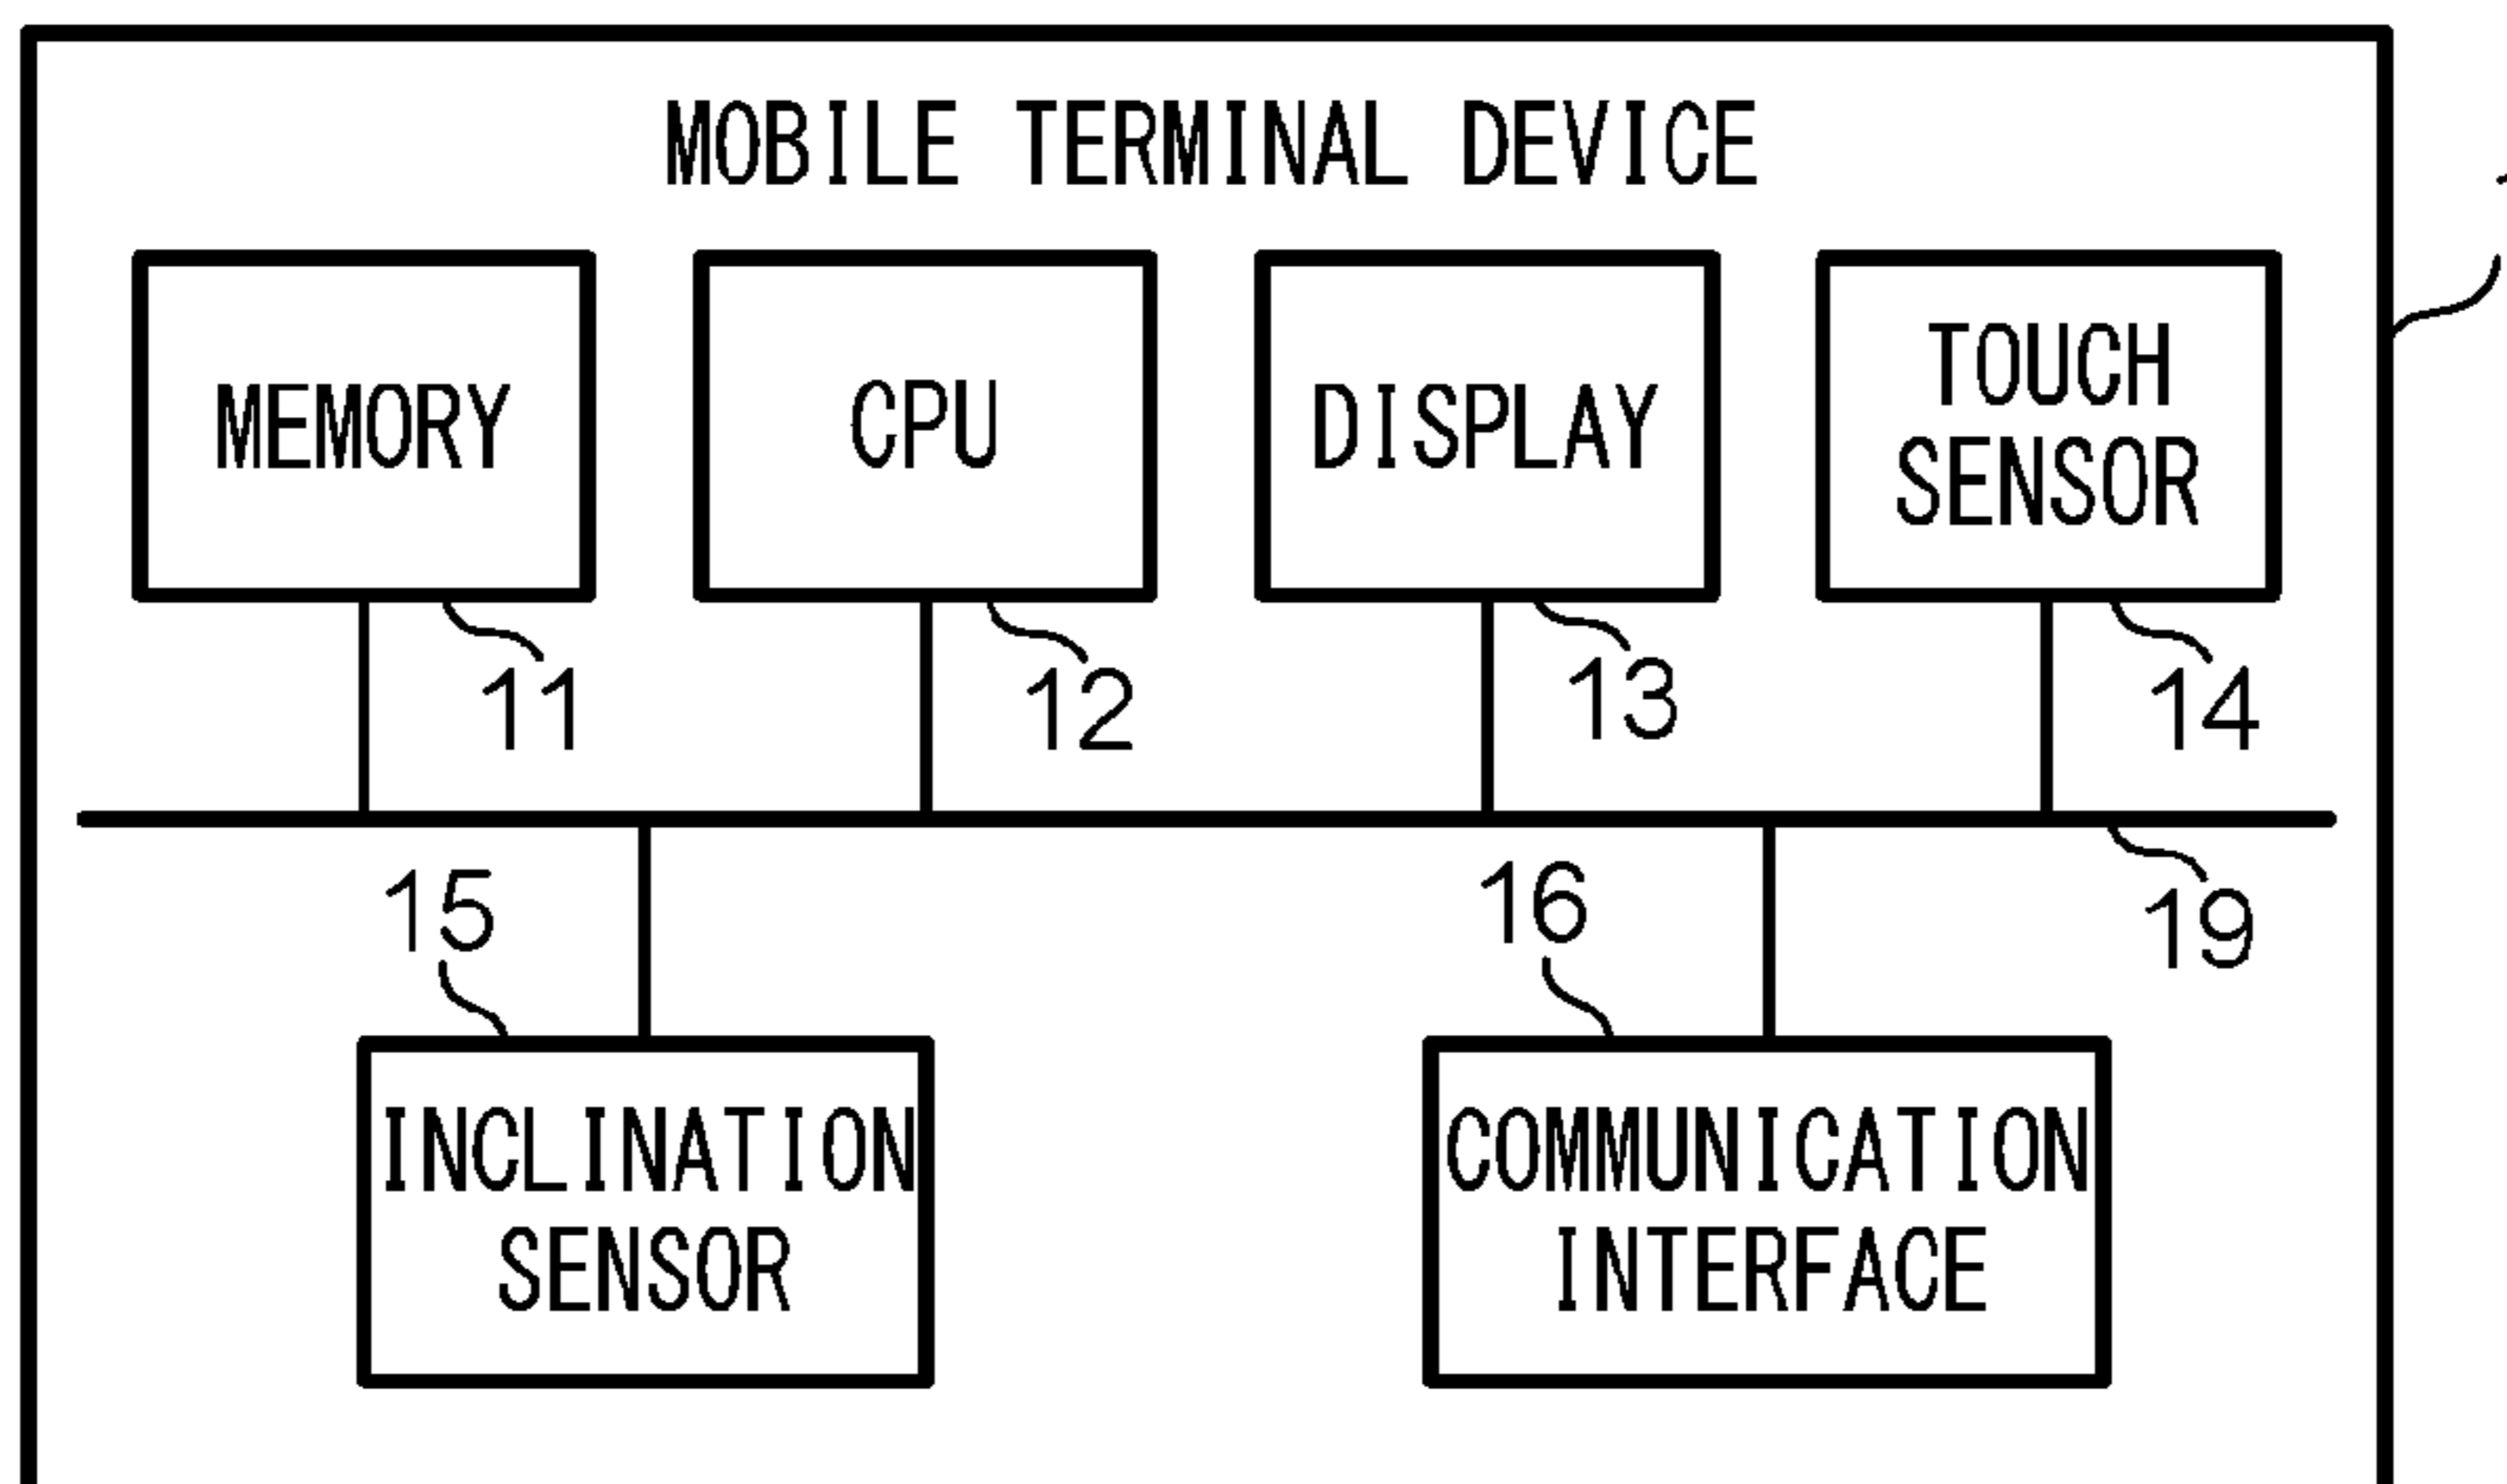 MOBILE TERMINAL DEVICE
MEMORY
CPU
DISPLAY
TOUCH
SENSOR
11
12
13
14
15
16
19
INCLINATION
SENSOR
COMMUNICATION
INTERFACE